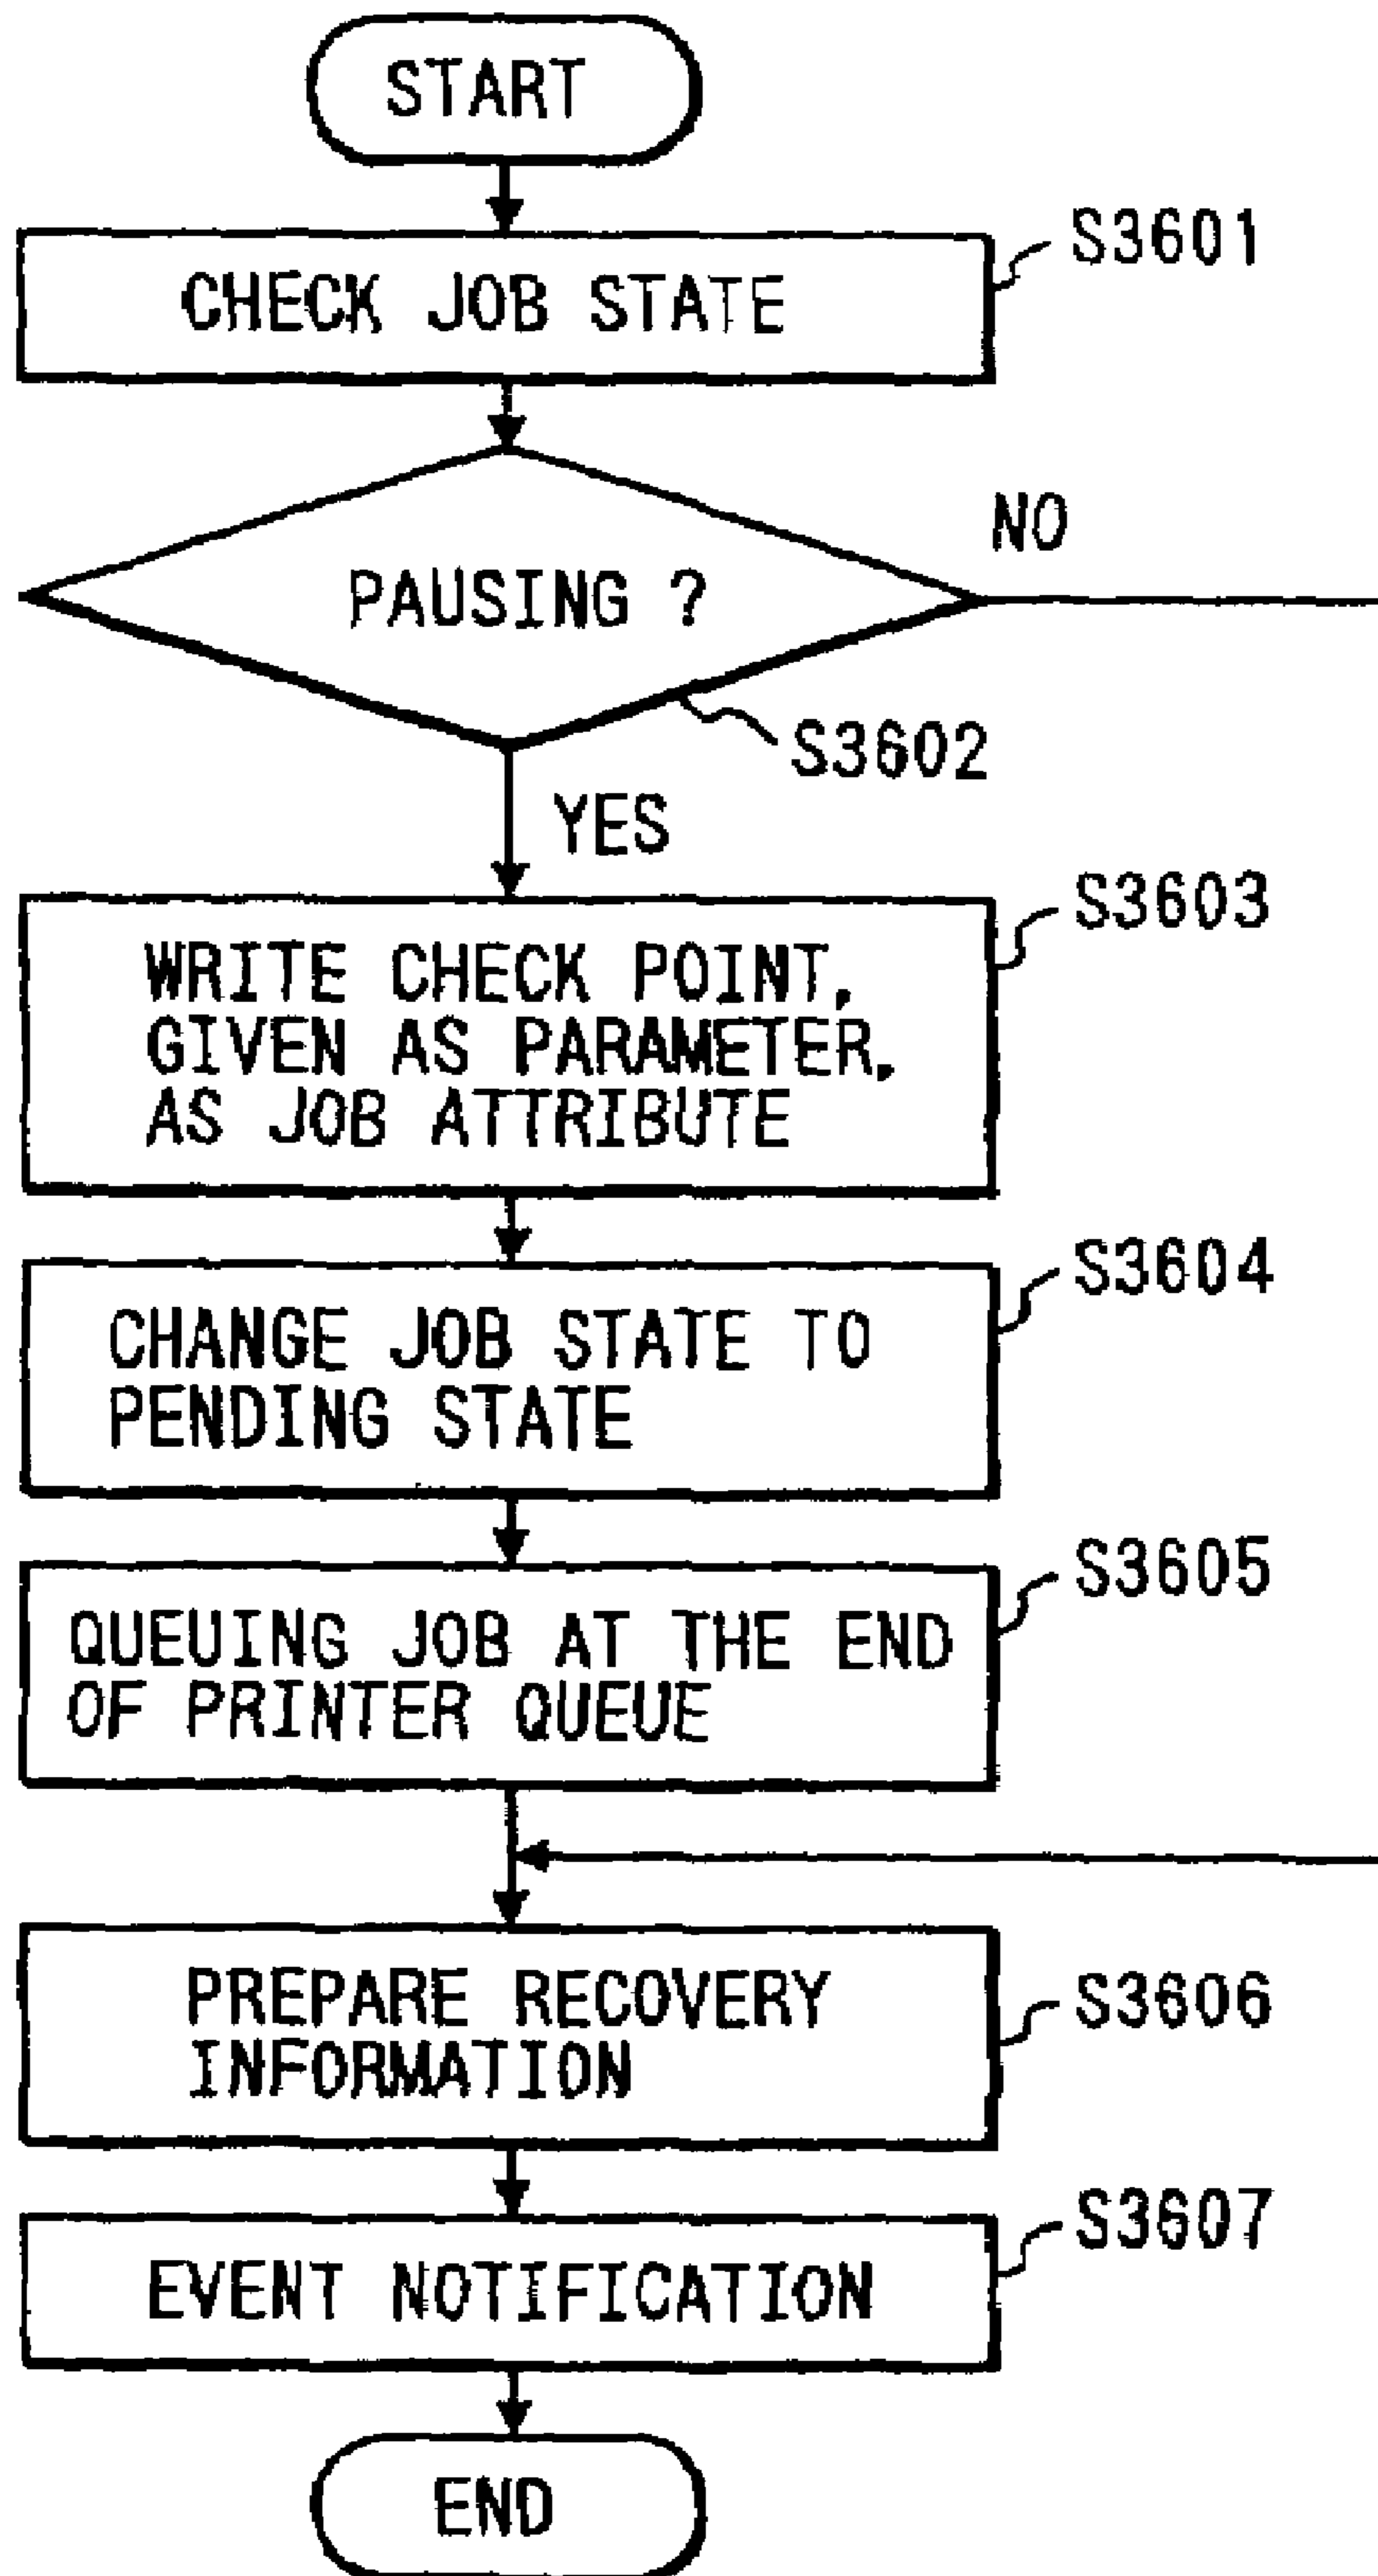 START
CHECK JOB STATE
S3601
PAUSING ?
NO
S3602
YES
WRITE CHECK POINT,
GIVEN AS PARAMETER,
AS JOB ATTRIBUTE
S3603
CHANGE JOB STATE TO
PENDING STATE
S3604
QUEUING JOB AT THE END
OF PRINTER QUEUE
S3605
PREPARE RECOVERY
INFORMATION
S3606
EVENT NOTIFICATION
S3607
END